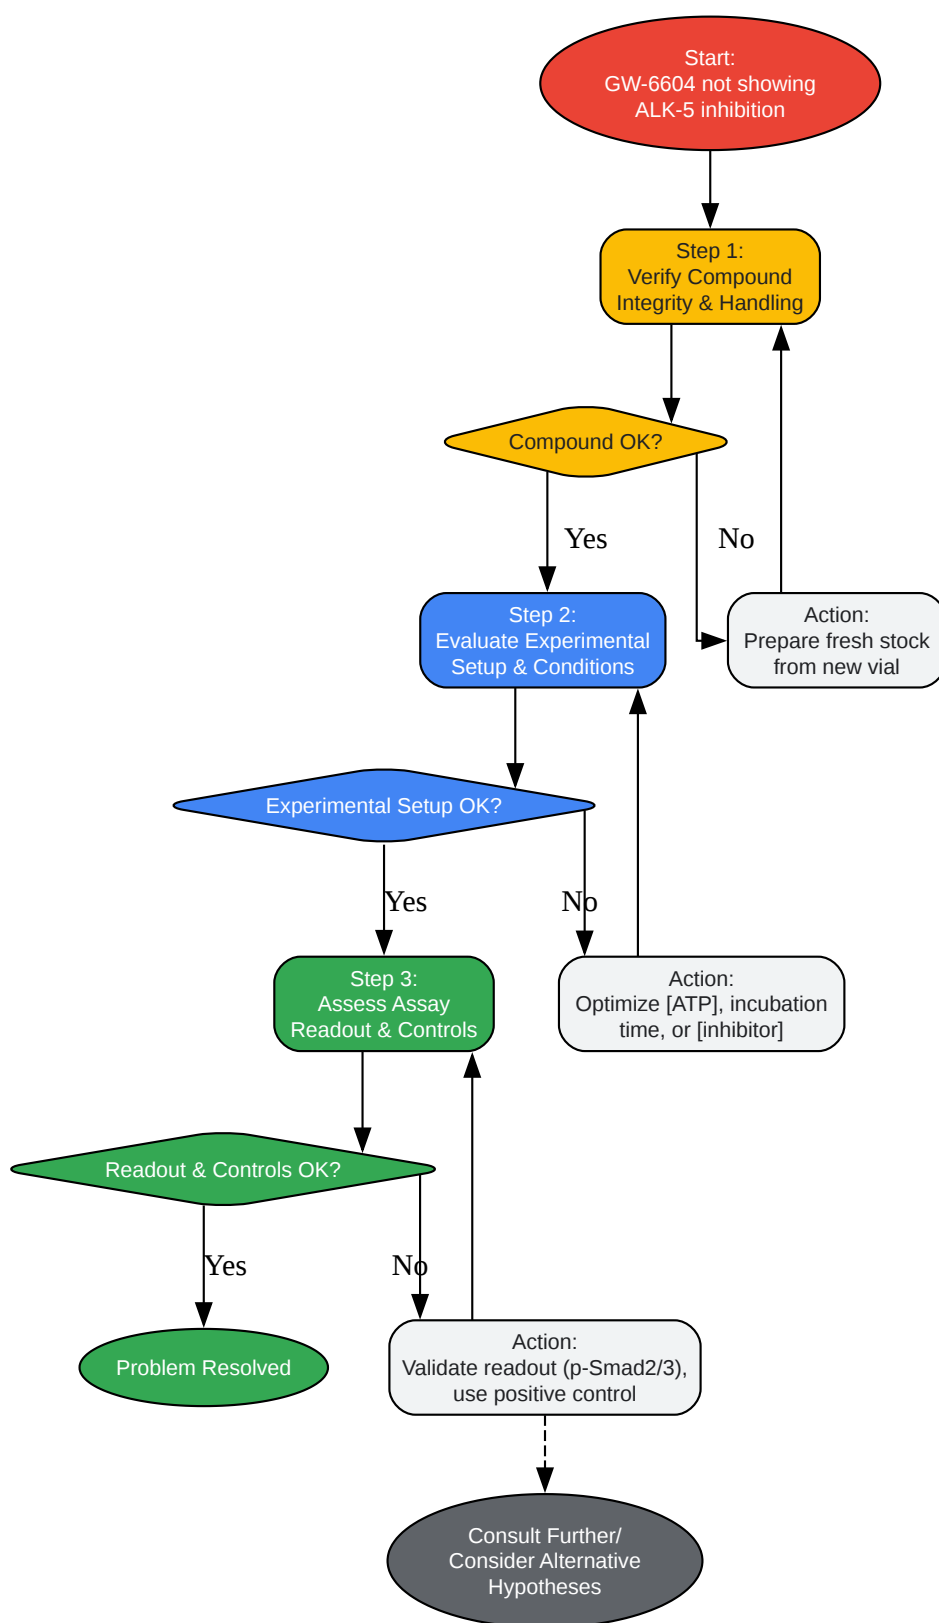 Start:
GW-6604 not showing
ALK-5 inhibition
Step 1:
Verify Compound
Integrity & Handling
Compound OK?
Yes
No
Step 2:
Evaluate Experimental
Setup & Conditions
Action:
Prepare fresh stock
from new vial
Experimental Setup OK?
Yes
No
Step 3:
Assess Assay
Readout & Controls
Action:
Optimize [ATP], incubation
time, or [inhibitor]
Readout & Controls OK?
Yes
No
Problem Resolved
Action:
Validate readout (p-Smad2/3),
use positive control
Consult Further/
Consider Alternative
Hypotheses